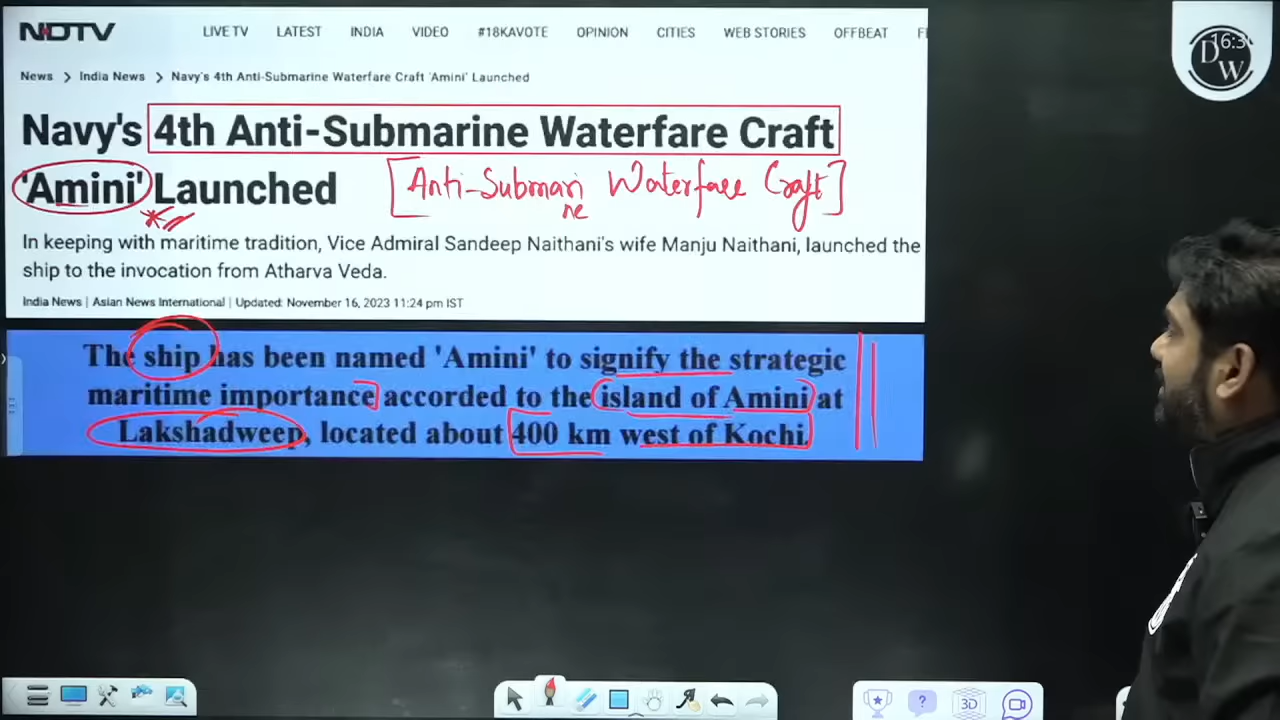 NDTV
LIVE TV LATEST INDIA VIDEO #18KAVOTE OPINION CITIES WEB STORIES OFFBEAT
News > India News > Navy's 4th Anti-Submarine Waterfare Craft 'Amini' Launched
Navy's 4th Anti-Submarine Waterfare Craft
'Amini' Launched
[Anti-Submarine Waterfare Craft]
In keeping with maritime tradition, Vice Admiral Sandeep Naithani's wife Manju Naithani, launched the
ship to the invocation from Atharva Veda.
India News | Asian News International | Updated: November 16, 2023 11:24 pm IST
The ship has been named 'Amini' to signify the strategic
maritime importance accorded to the island of Amini at
Lakshadweep, located about 400 km west of Kochi.
DW
?
3D